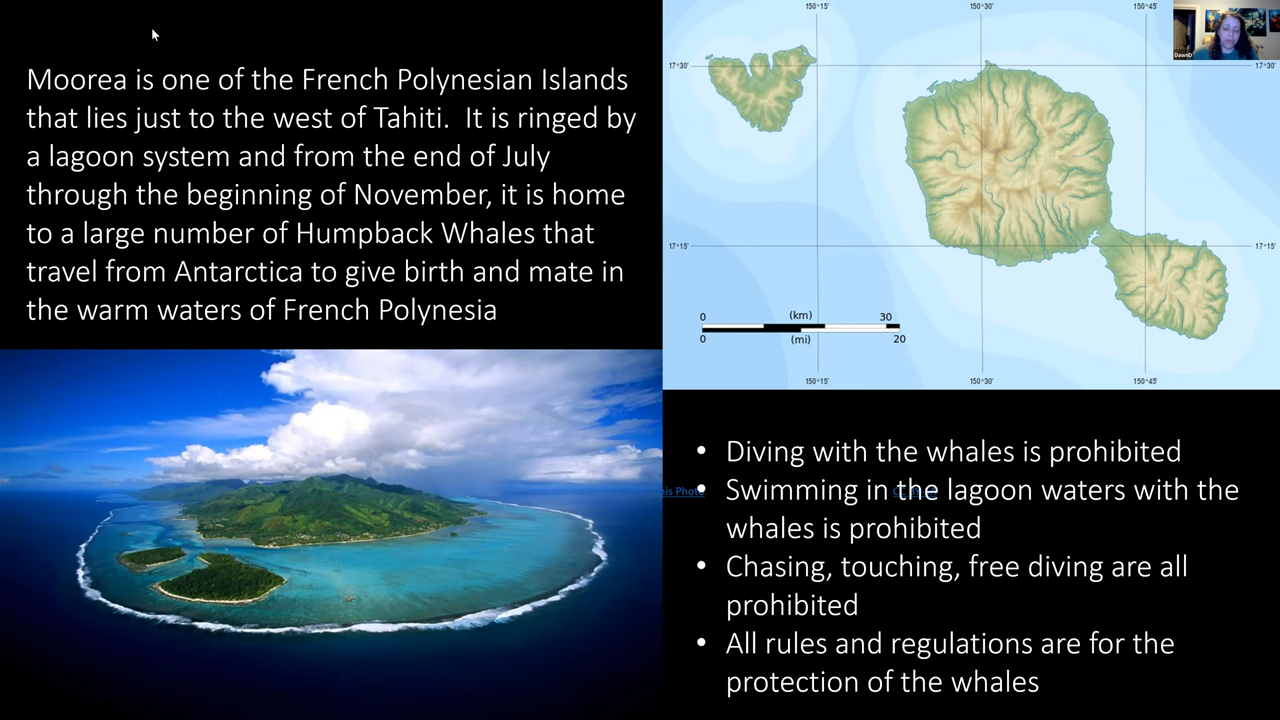 Moorea is one of the French Polynesian Islands
that lies just to the west of Tahiti.  It is ringed by
a lagoon system and from the end of July
through the beginning of November, it is home
to a large number of Humpback Whales that
travel from Antarctica to give birth and mate in
the warm waters of French Polynesia
150°15' 150°30' 150°45'
DawnD
17°30' 17°30'
17°15' 17°15'
0 (km) 30
0 (mi) 20
150°15' 150°30' 150°45'
• Diving with the whales is prohibited
his Photo
• Swimming in the lagoon waters with the
whales is prohibited
• Chasing, touching, free diving are all
prohibited
• All rules and regulations are for the
protection of the whales